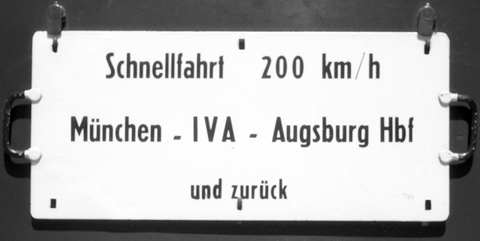 Schnellfahrt 200 km/h
München - IVA - Augsburg Hbf
und zurück